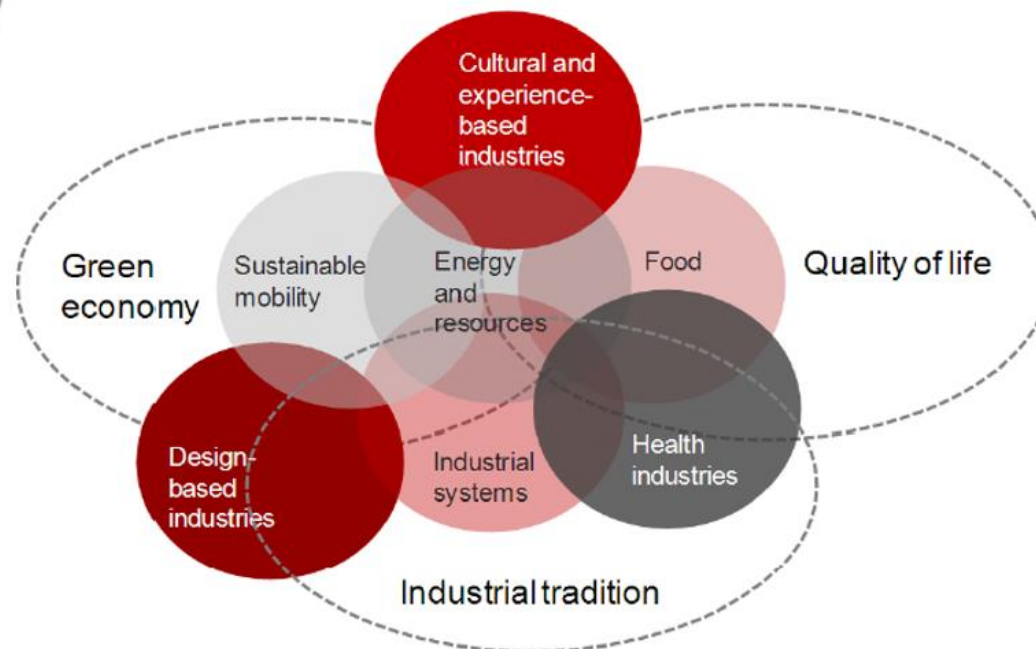 Cultural and
experience-
based
industries
Green
economy
Sustainable
mobility
Energy
and
resources
Food
Quality of life
Design-
based
industries
Industrial
systems
Health
industries
Industrial tradition